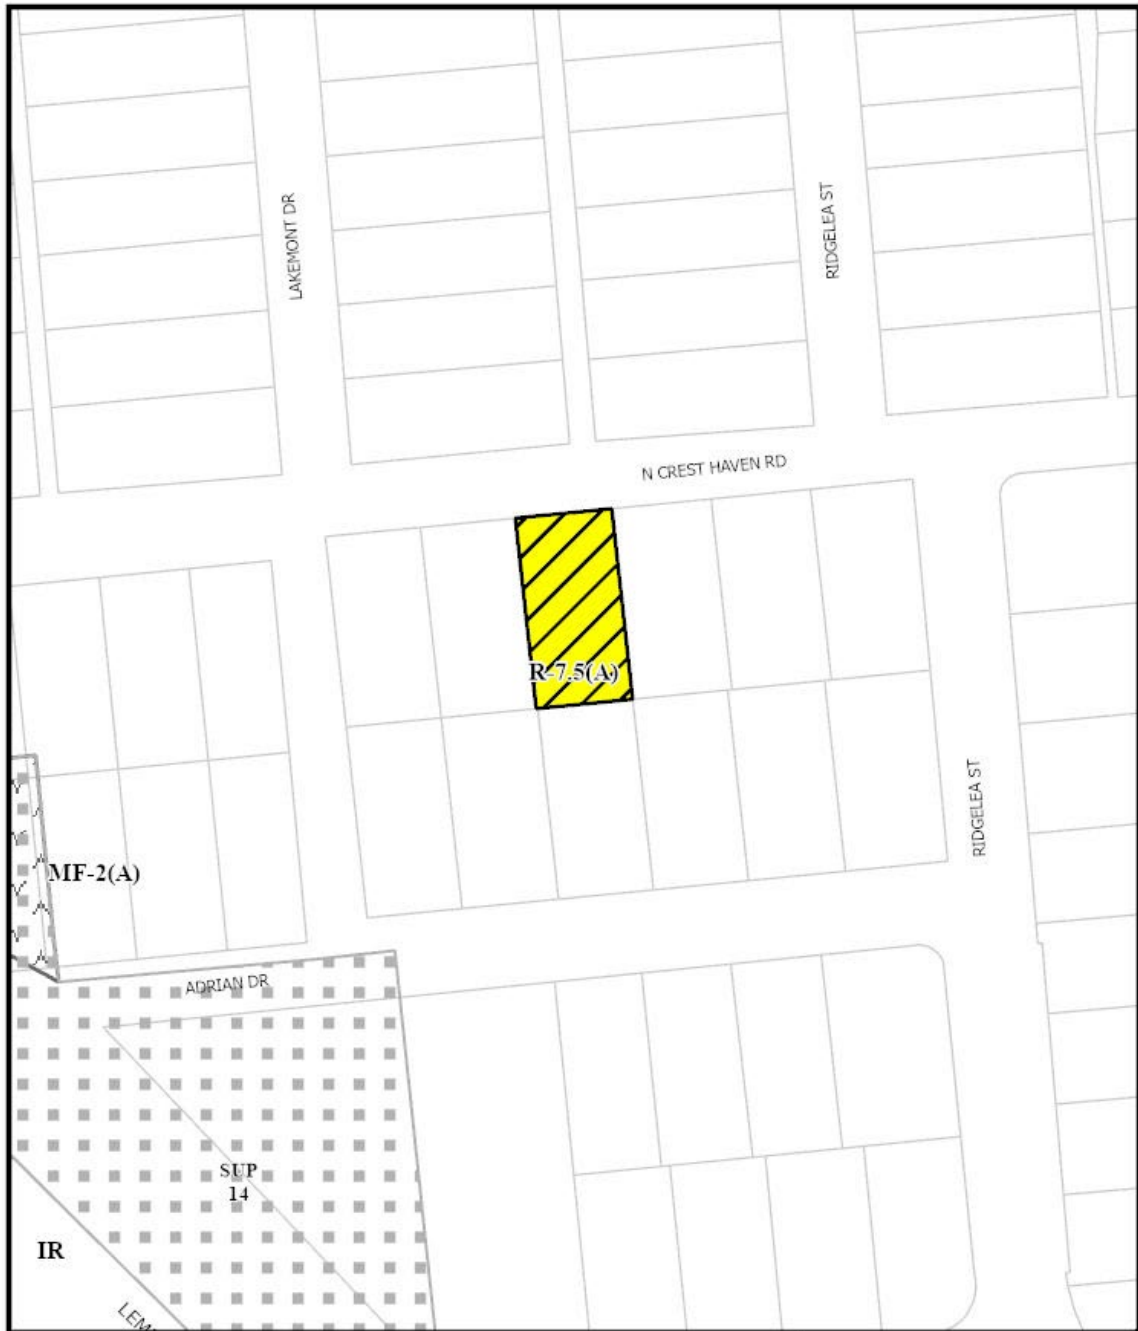 LAKEMONT DR
RIDGELEA ST
N CREST HAVEN RD
R-7.5(A)
RIDGELEA ST
MF-2(A)
ADRIAN DR
SUP
14
IR